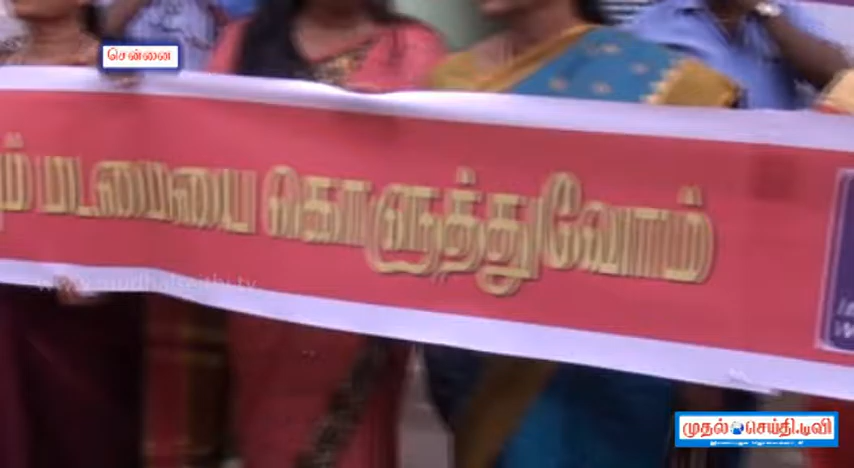 சென்னை
ம் மடமையை கொளுத்துவோம்
முதல் செய்தி.டிவி